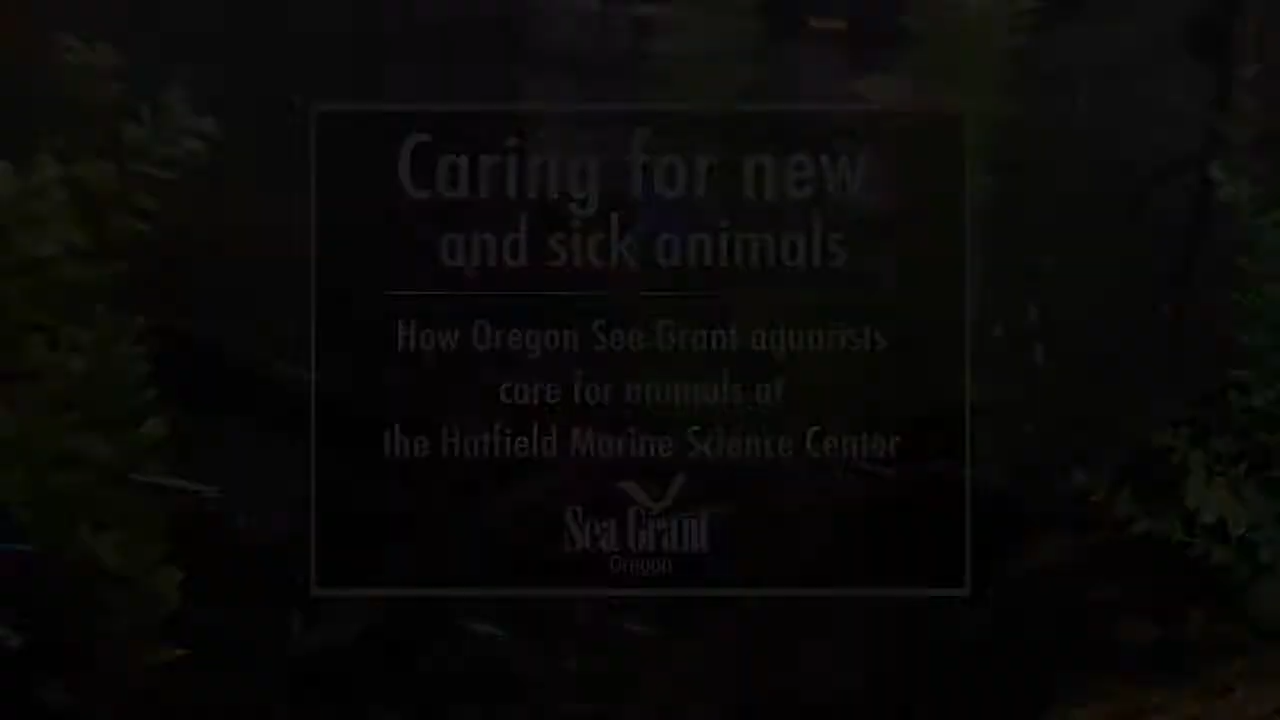 Caring for new
and sick animals
How Oregon Sea Grant aquarists
care for animals at
the Hatfield Marine Science Center
Sea Grant
Oregon